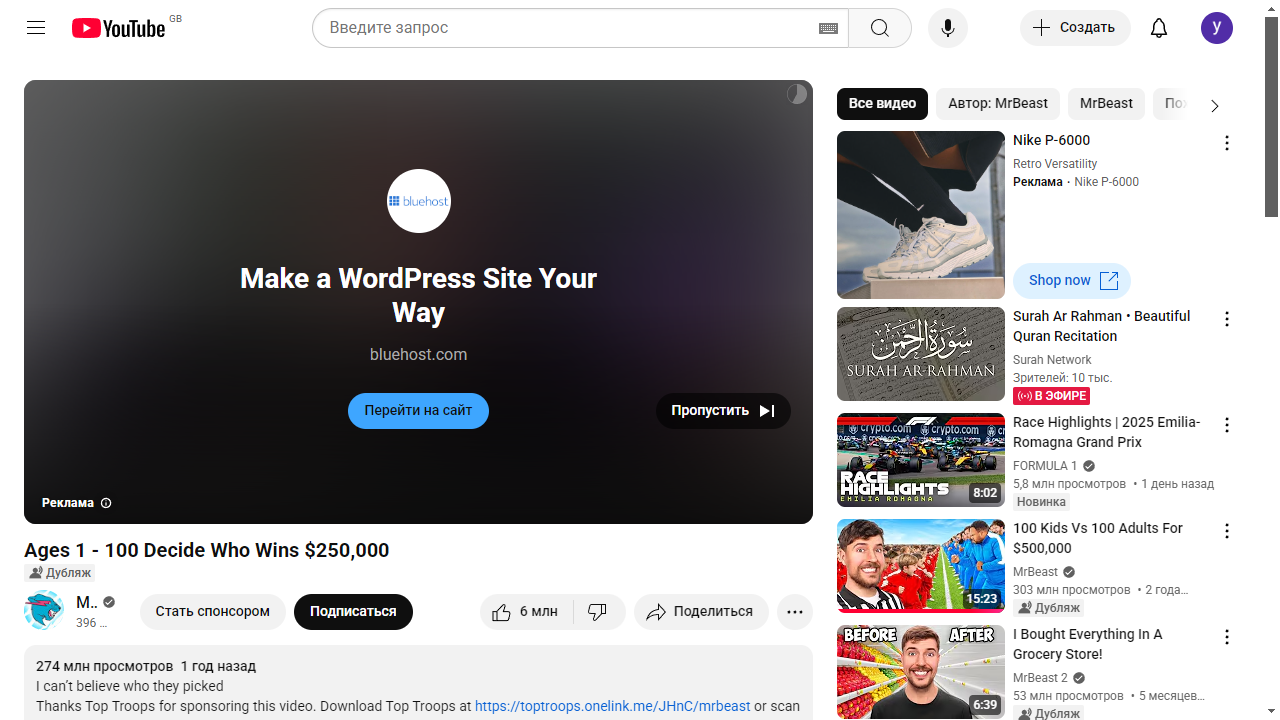 YouTube
GB
Введите запрос
Создать
У
Все видео
Автор: MrBeast
MrBeast
bluehost
Make a WordPress Site Your
Way
bluehost.com
Перейти на сайт
Пропустить
Реклама
Ages 1 - 100 Decide Who Wins $250,000
Дубляж
M..
396 ...
Стать спонсором
Подписаться
6 млн
Поделиться
274 млн просмотров 1 год назад
I can’t believe who they picked
Thanks Top Troops for sponsoring this video. Download Top Troops at https://toptroops.onelink.me/JHnC/mrbeast or scan
Nike P-6000
Retro Versatility
Реклама · Nike P-6000
Shop now
SURAH AR-RAHMAN
Surah Ar Rahman • Beautiful
Quran Recitation
Surah Network
Зрителей: 10 тыс.
В ЭФИРЕ
crypto.com
RACE
HIGHLIGHTS
EMILIA ROMAGNA
8:02
Race Highlights | 2025 Emilia-
Romagna Grand Prix
FORMULA 1
5,8 млн просмотров • 1 день назад
Новинка
15:23
100 Kids Vs 100 Adults For
$500,000
MrBeast
303 млн просмотров • 2 года...
Дубляж
BEFORE
AFTER
6:39
I Bought Everything In A
Grocery Store!
MrBeast 2
53 млн просмотров • 5 месяцев...
Дубляж